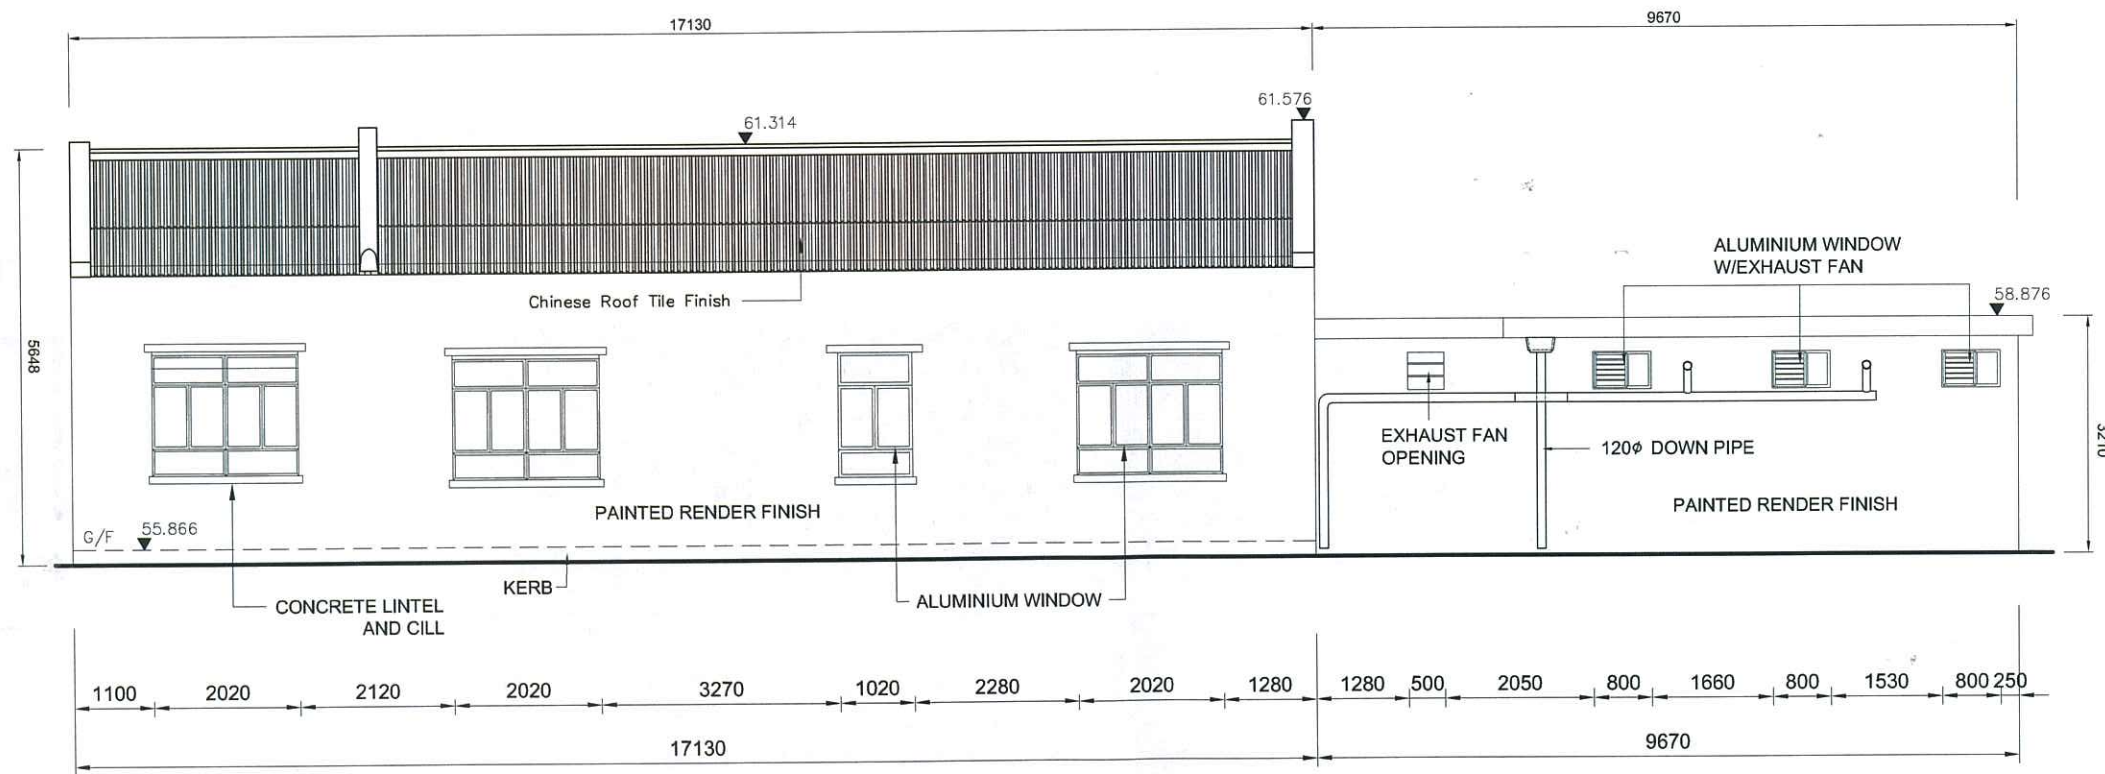 17130
9670
61.576
61.314
ALUMINIUM WINDOW
W/EXHAUST FAN
58.876
Chinese Roof Tile Finish
5648
EXHAUST FAN
OPENING
120ø DOWN PIPE
3210
PAINTED RENDER FINISH
PAINTED RENDER FINISH
G/F
55.866
KERB
CONCRETE LINTEL
AND CILL
ALUMINIUM WINDOW
1100 2020 2120 2020 3270 1020 2280 2020 1280 1280 500 2050 800 1660 800 1530 800 250
17130
9670